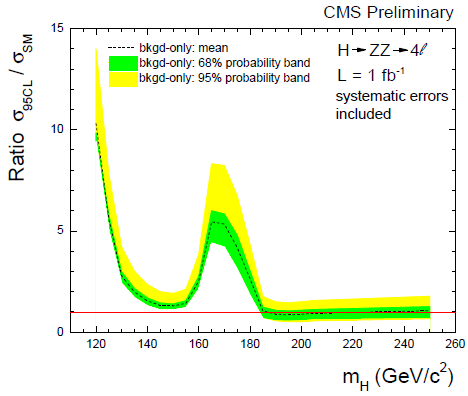 CMS Preliminary
Ratio σ95CL / σSM
15
10
5
0
bkgd-only: mean
bkgd-only: 68% probability band
bkgd-only: 95% probability band
H→ZZ→4ℓ
L = 1 fb-1
systematic errors
included
120 140 160 180 200 220 240 260
mH (GeV/c2)